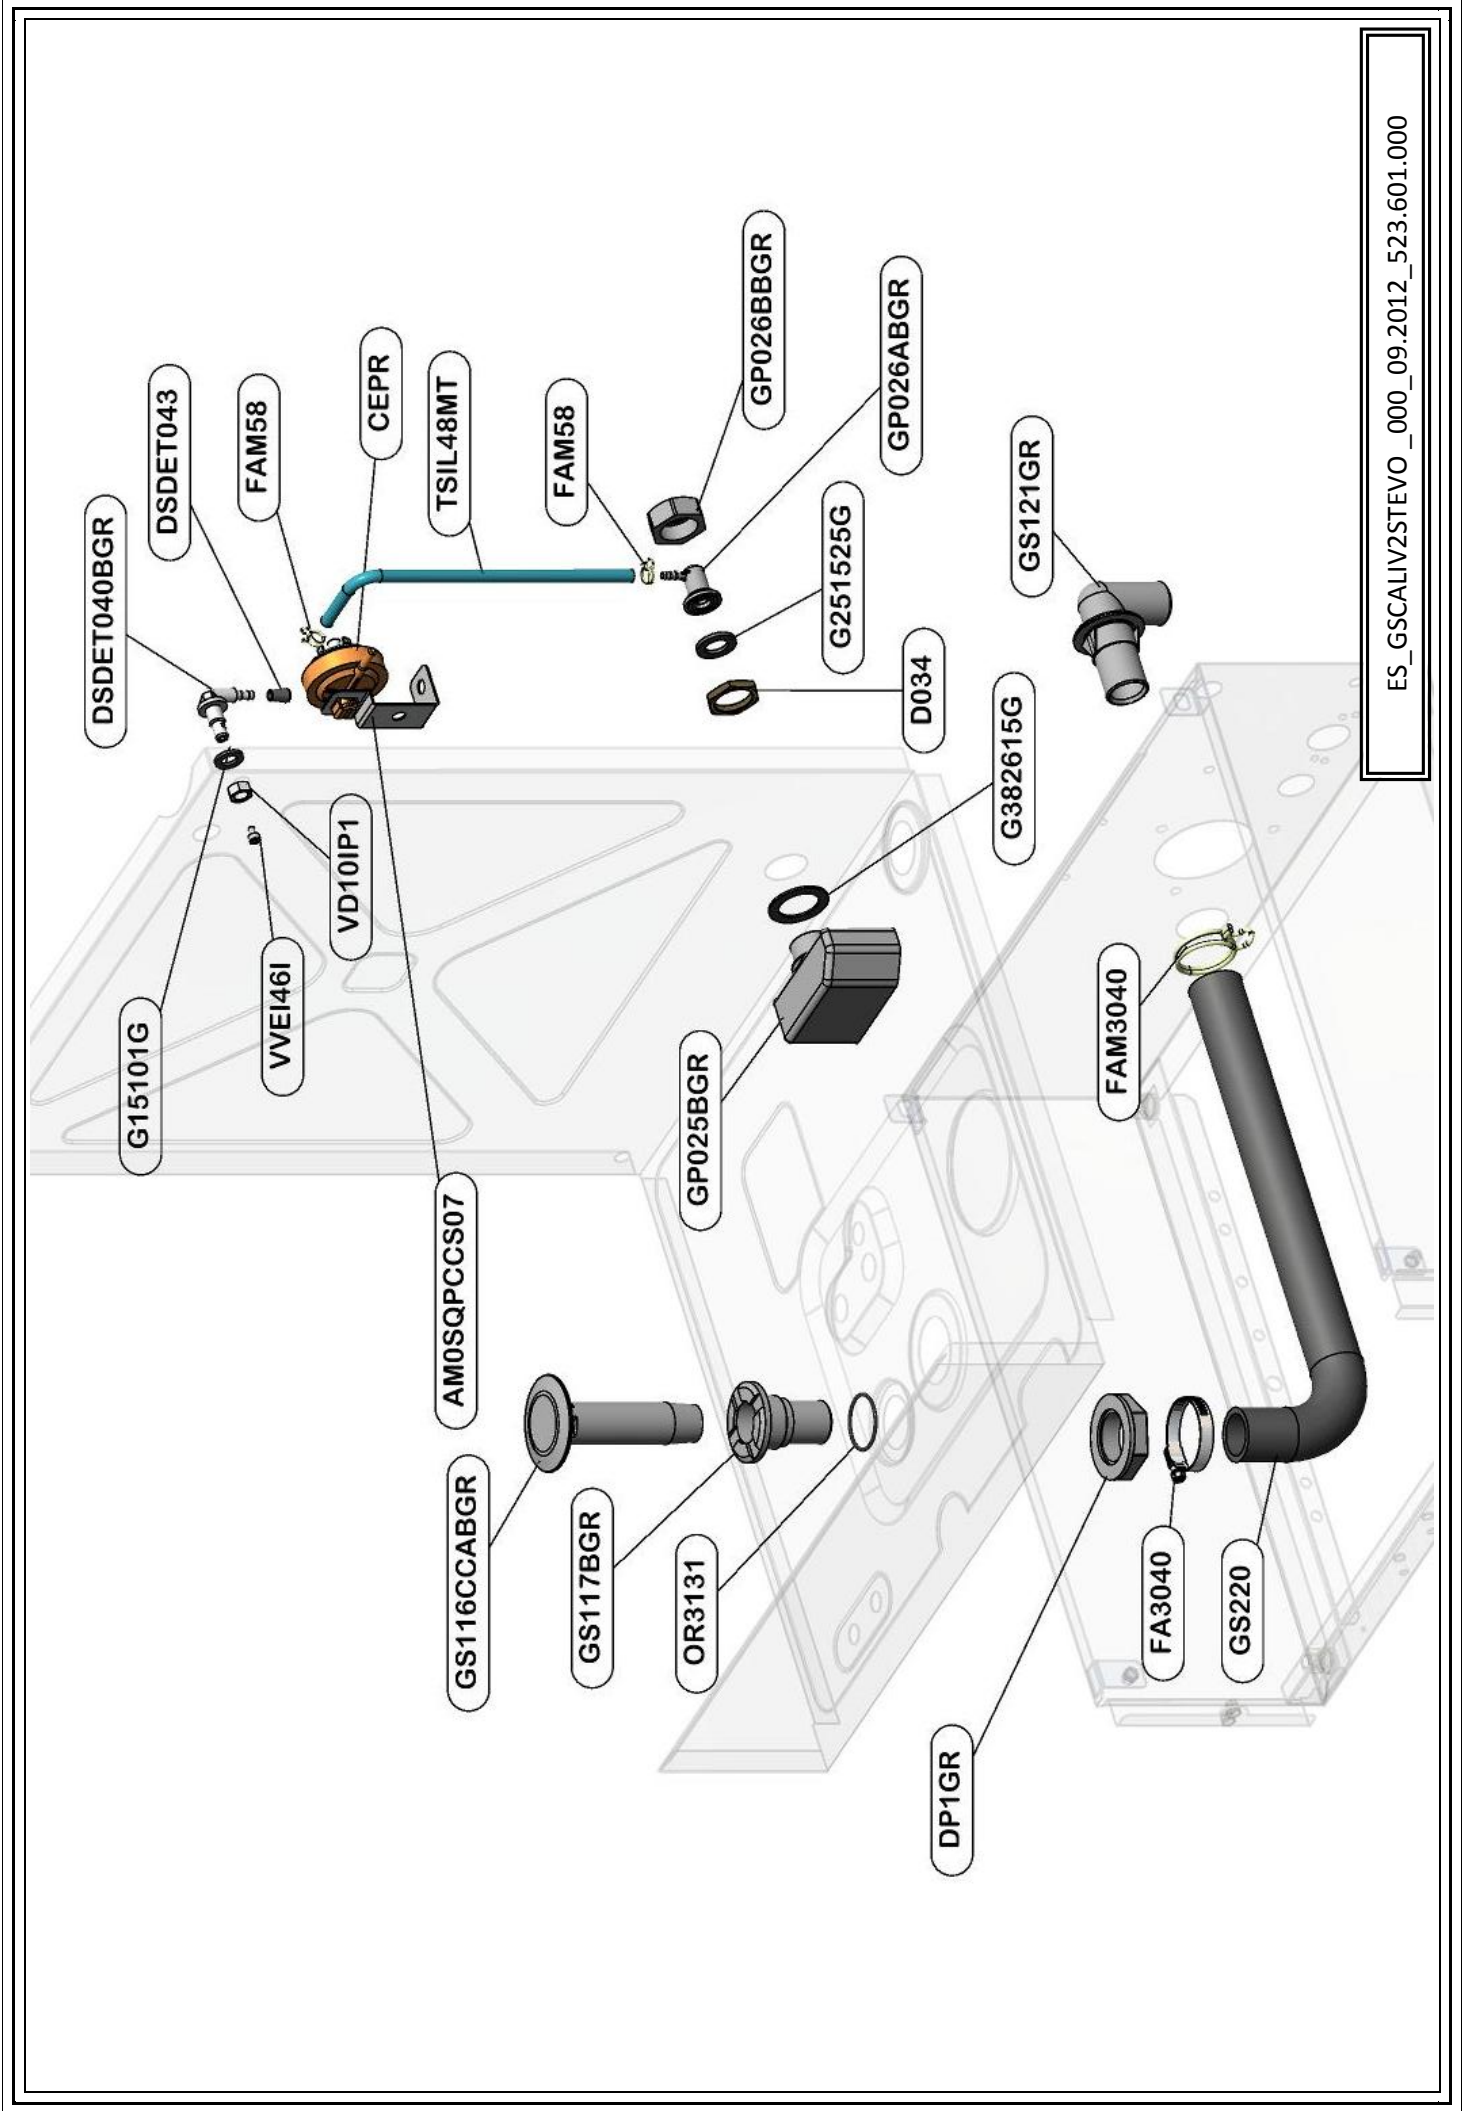 DSDET040BGR
DSDET043
FAM58
CEPR
TSIL48MT
FAM58
GP026BBGR
GP026ABGR
G251525G
D034
GS121GR
G382615G
G15101G
VVEI46I
VD10IP1
AM0SQPCCS07
GP025BGR
FAM3040
GS116CCABGR
GS117BGR
OR3131
DP1GR
FA3040
GS220
ES_GSCALIV2STEVO _000_09.2012_523.601.000